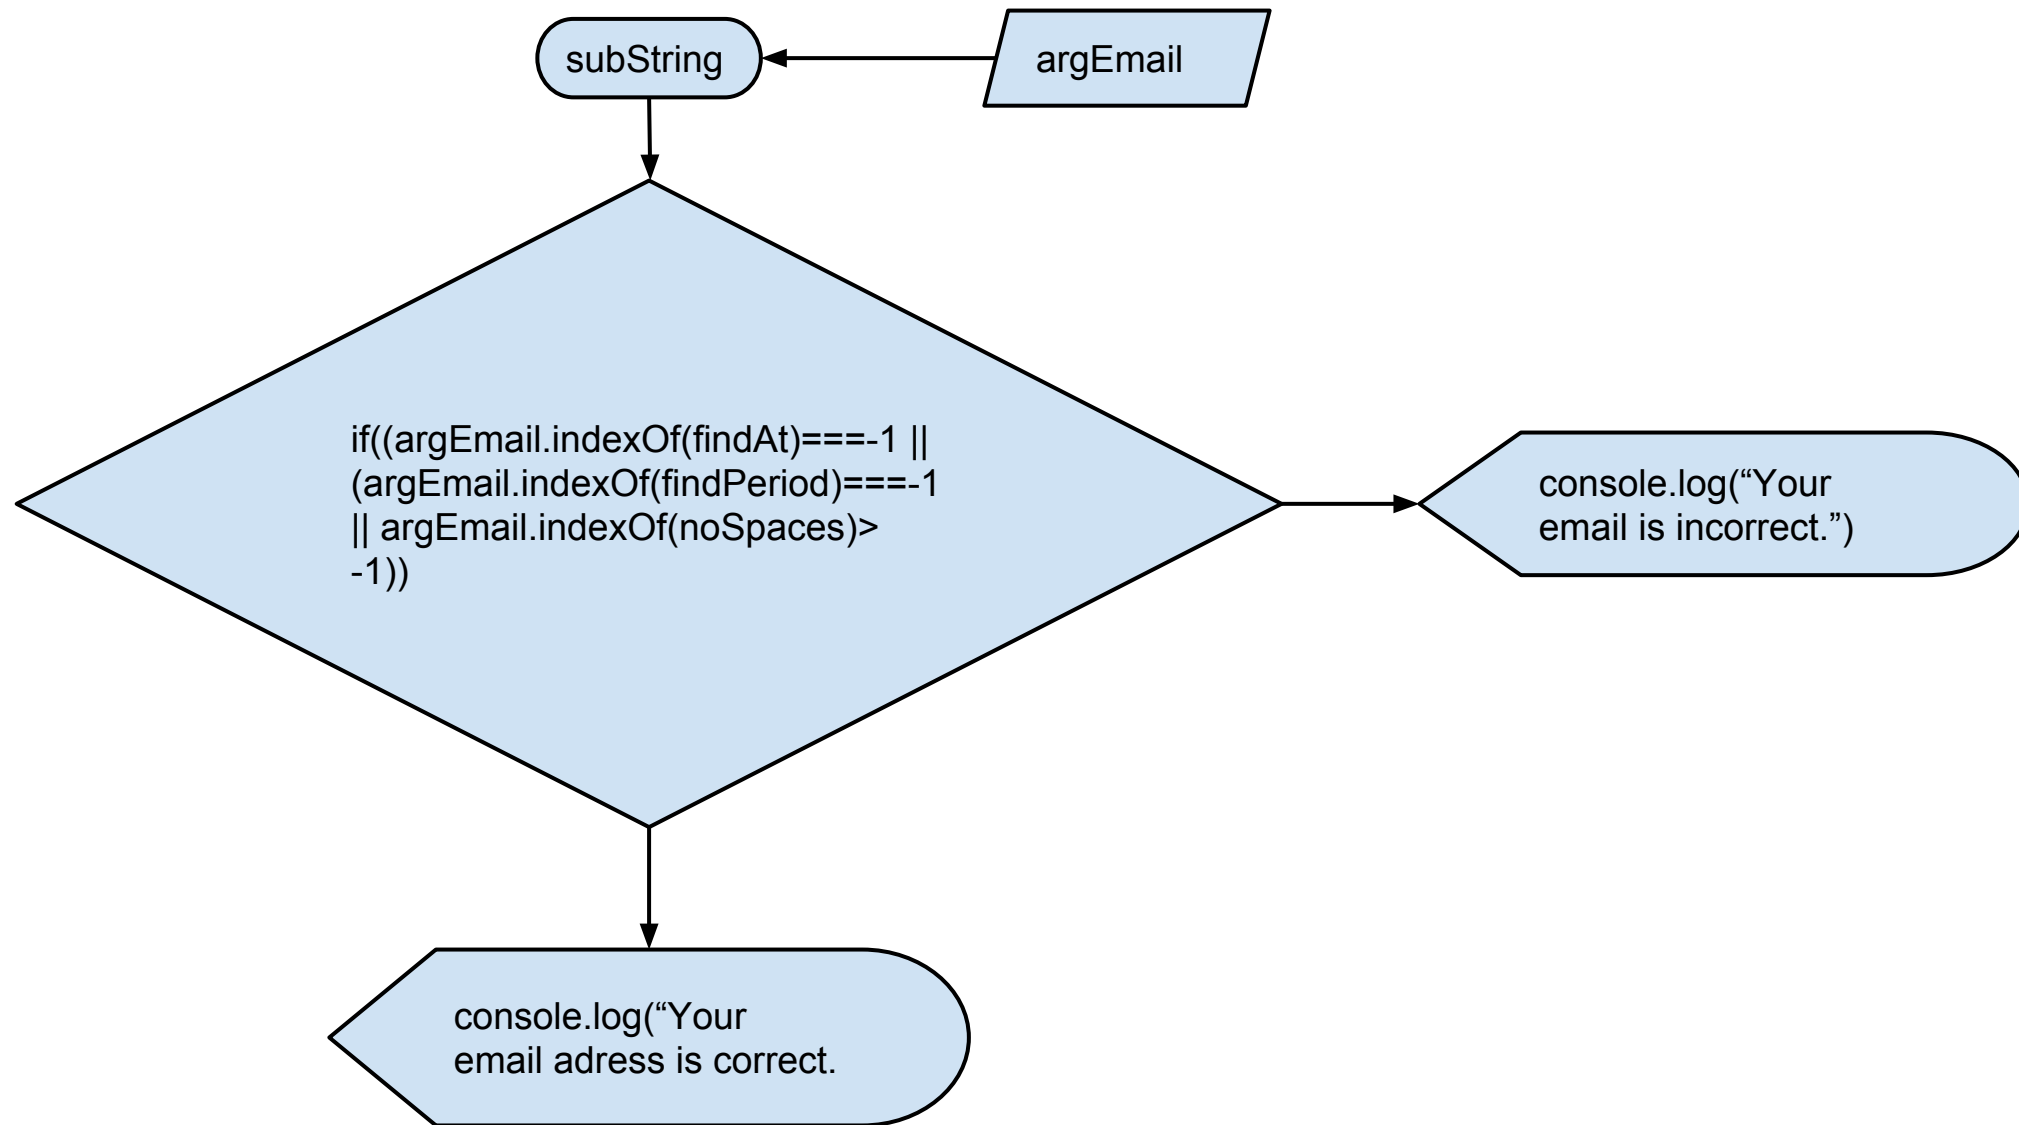 subString
argEmail
if((argEmail.indexOf(findAt)===-1 ||
(argEmail.indexOf(findPeriod)===-1
|| argEmail.indexOf(noSpaces)>
-1))
console.log(“Your
email is incorrect.”)
console.log(“Your
email adress is correct.